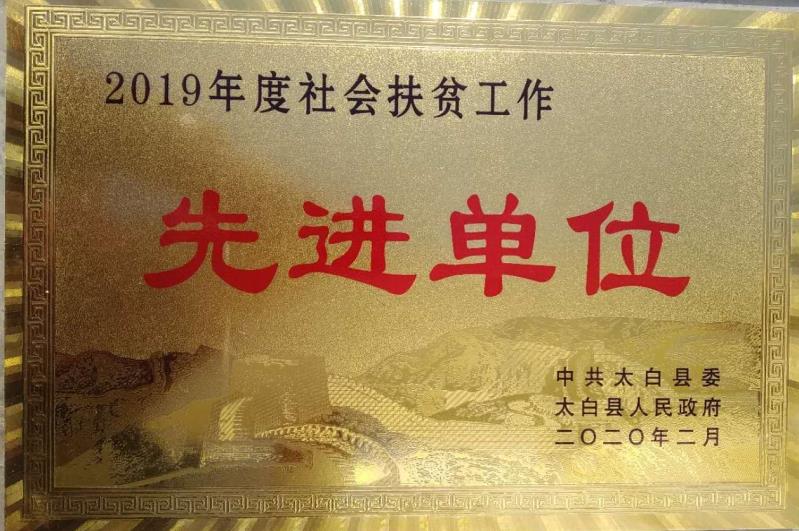 2019年度社会扶贫工作
先进单位
中共太白县委
太白县人民政府
二〇二〇年二月